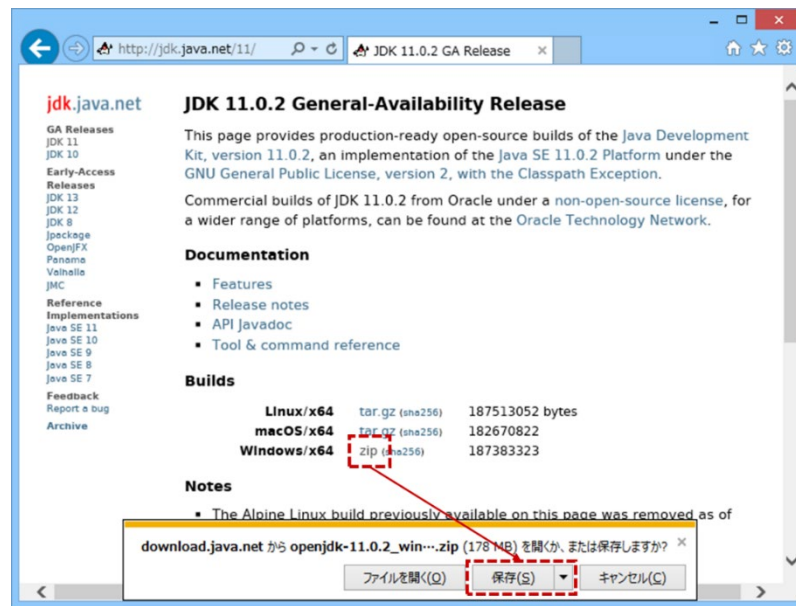 http://jdk.java.net/11/
JDK 11.0.2 GA Release
jdk.java.net
GA Releases
JDK 11
JDK 10
Early-Access
Releases
JDK 13
JDK 12
JDK 8
Jpackage
OpenJFX
Panama
Valhalla
JMC
Reference
Implementations
Java SE 11
Java SE 10
Java SE 9
Java SE 8
Java SE 7
Feedback
Report a bug
Archive
JDK 11.0.2 General-Availability Release
This page provides production-ready open-source builds of the Java Development
Kit, version 11.0.2, an implementation of the Java SE 11.0.2 Platform under the
GNU General Public License, version 2, with the Classpath Exception.
Commercial builds of JDK 11.0.2 from Oracle under a non-open-source license, for
a wider range of platforms, can be found at the Oracle Technology Network.
Documentation
Features
Release notes
API Javadoc
Tool & command reference
Builds
Linux/x64 tar.gz (sha256) 187513052 bytes
macOS/x64 tar.gz (sha256) 182670822
Windows/x64 zip (sha256) 187383323
Notes
The Alpine Linux build previously available on this page was removed as of
download.java.net から openjdk-11.0.2_win….zip (178 MB) を開くか、または保存しますか?
ファイルを開く(O) 保存(S) キャンセル(C)